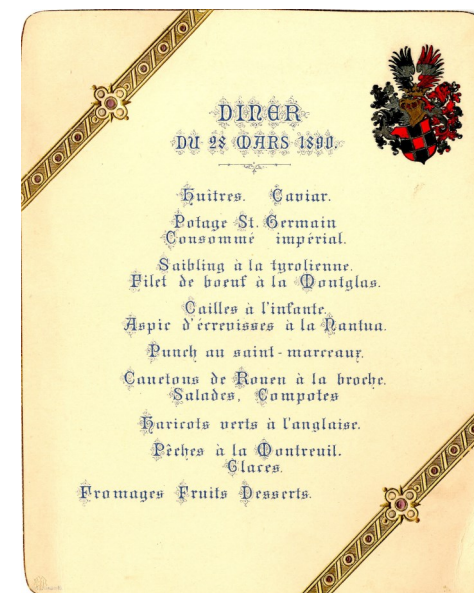 DINER
DU 28 MARS 1890.
Huitres. Caviar.
Potage St. Germain
Consommé impérial.
Saibling à la tyrolienne.
Filet de boeuf à la Montglas.
Cailles à l'infante.
Aspic d'écrevisses à la Nantua.
Punch au saint-marceaux.
Canetons de Rouen à la broche.
Salades, Compotes
Haricots verts à l'anglaise.
Pêches à la Montreuil.
Glaces.
Fromages Fruits Desserts.